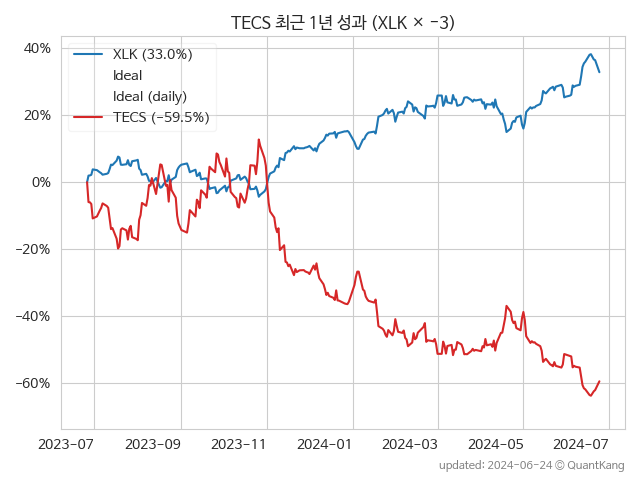 TECS 최근 1년 성과 (XLK × −3)
40%
20%
0%
−20%
−40%
−60%
XLK (33.0%)
Ideal
Ideal (daily)
TECS (−59.5%)
2023-07
2023-09
2023-11
2024-01
2024-03
2024-05
2024-07
updated: 2024-06-24 © QuantKang